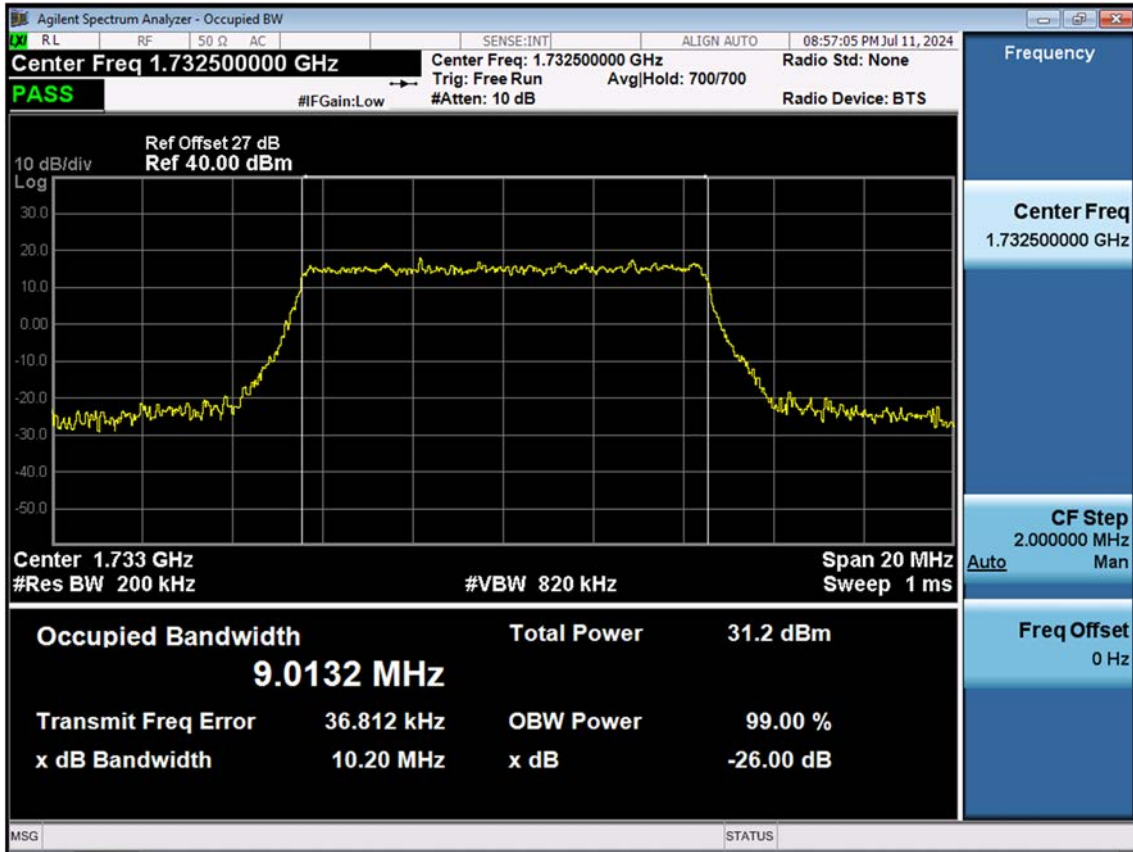 Agilent Spectrum Analyzer - Occupied BW
LXI RL RF 50 Ω AC SENSE:INT ALIGN AUTO 08:57:05 PM Jul 11, 2024
Center Freq 1.732500000 GHz
PASS
#IFGain:Low
Center Freq: 1.732500000 GHz
Trig: Free Run Avg|Hold: 700/700
#Atten: 10 dB
Radio Std: None
Radio Device: BTS
Ref Offset 27 dB
10 dB/div Ref 40.00 dBm
Log
30.0
20.0
10.0
0.00
-10.0
-20.0
-30.0
-40.0
-50.0
Center 1.733 GHz Span 20 MHz
#Res BW 200 kHz #VBW 820 kHz Sweep 1 ms
Occupied Bandwidth Total Power 31.2 dBm
9.0132 MHz
Transmit Freq Error 36.812 kHz OBW Power 99.00 %
x dB Bandwidth 10.20 MHz x dB -26.00 dB
MSG STATUS
Frequency
Center Freq
1.732500000 GHz
CF Step
2.000000 MHz
Auto Man
Freq Offset
0 Hz